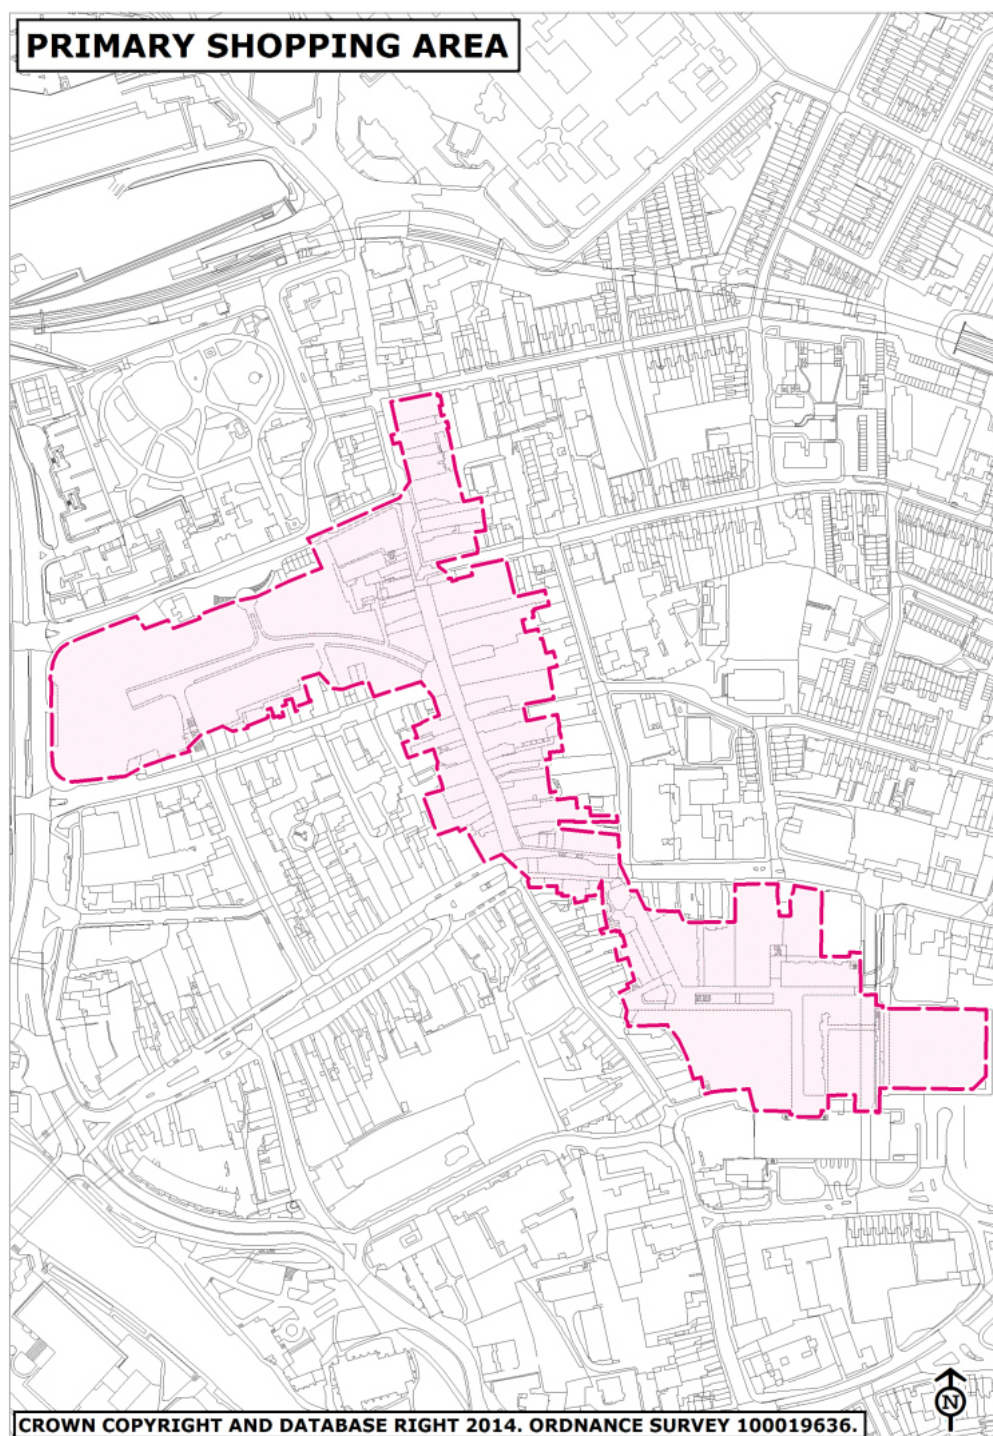 PRIMARY SHOPPING AREA
N
CROWN COPYRIGHT AND DATABASE RIGHT 2014. ORDNANCE SURVEY 100019636.